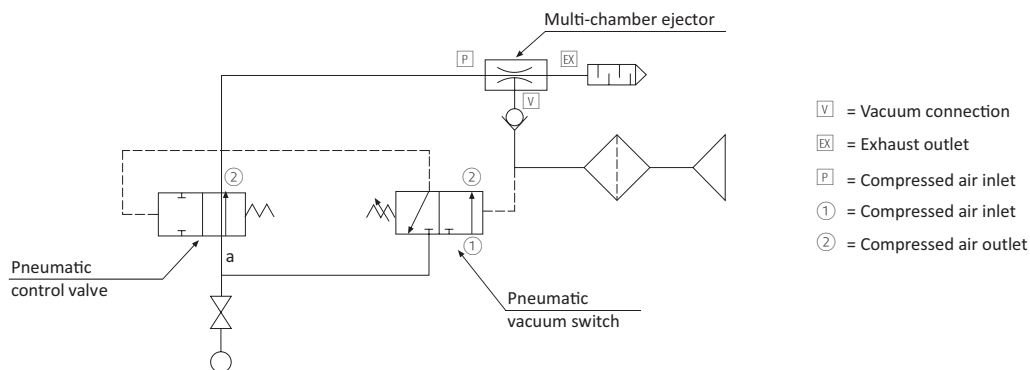 Multi-chamber ejector
P
EX
V
V = Vacuum connection
EX = Exhaust outlet
P = Compressed air inlet
1 = Compressed air inlet
2 = Compressed air outlet
2
2
1
a
Pneumatic
control valve
Pneumatic
vacuum switch